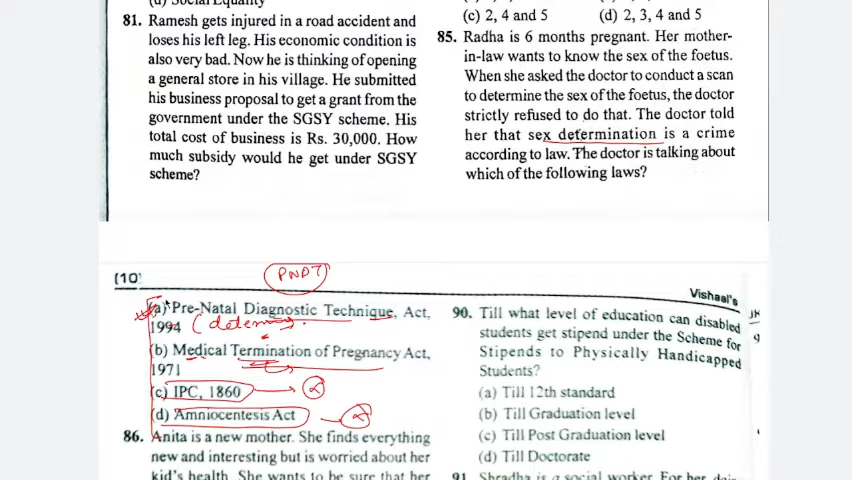 (d) Social Equality
81. Ramesh gets injured in a road accident and
loses his left leg. His economic condition is
also very bad. Now he is thinking of opening
a general store in his village. He submitted
his business proposal to get a grant from the
government under the SGSY scheme. His
total cost of business is Rs. 30,000. How
much subsidy would he get under SGSY
scheme?
(c) 2, 4 and 5 (d) 2, 3, 4 and 5
85. Radha is 6 months pregnant. Her mother-
in-law wants to know the sex of the foetus.
When she asked the doctor to conduct a scan
to determine the sex of the foetus, the doctor
strictly refused to do that. The doctor told
her that sex determination is a crime
according to law. The doctor is talking about
which of the following laws?
(10)
PNDT
Vishaal's
(a) Pre-Natal Diagnostic Technique, Act,
1994
(b) Medical Termination of Pregnancy Act,
1971
(c) IPC, 1860
(d) Amniocentesis Act
86. Anita is a new mother. She finds everything
new and interesting but is worried about her
kid's health. She wants to be sure that her
90. Till what level of education can disabled
students get stipend under the Scheme for
Stipends to Physically Handicapped
Students?
(a) Till 12th standard
(b) Till Graduation level
(c) Till Post Graduation level
(d) Till Doctorate
91. Shradha is a social worker. For her